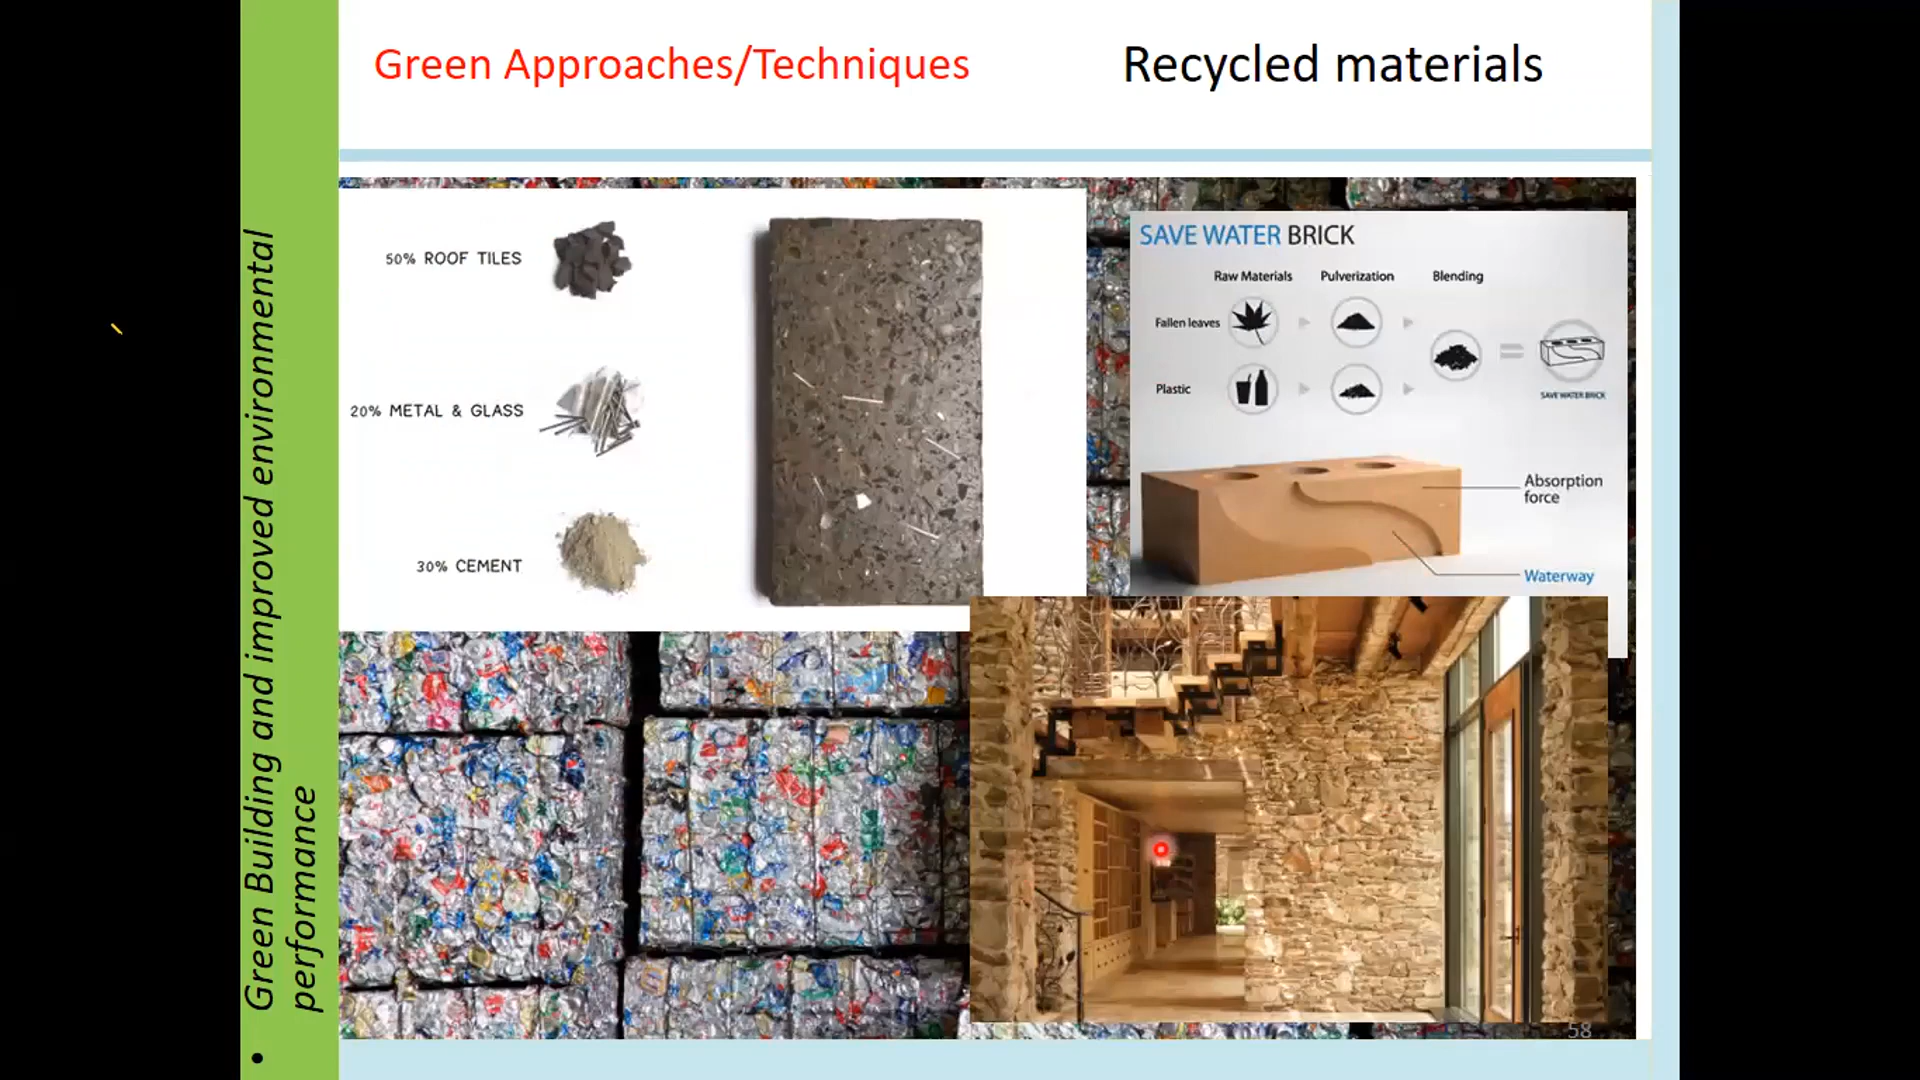 Green Approaches/Techniques
Recycled materials
• Green Building and improved environmental
performance
50% ROOF TILES
20% METAL & GLASS
30% CEMENT
SAVE WATER BRICK
Raw Materials
Pulverization
Blending
Fallen leaves
Plastic
SAVE WATER BRICK
Absorption
force
Waterway
58